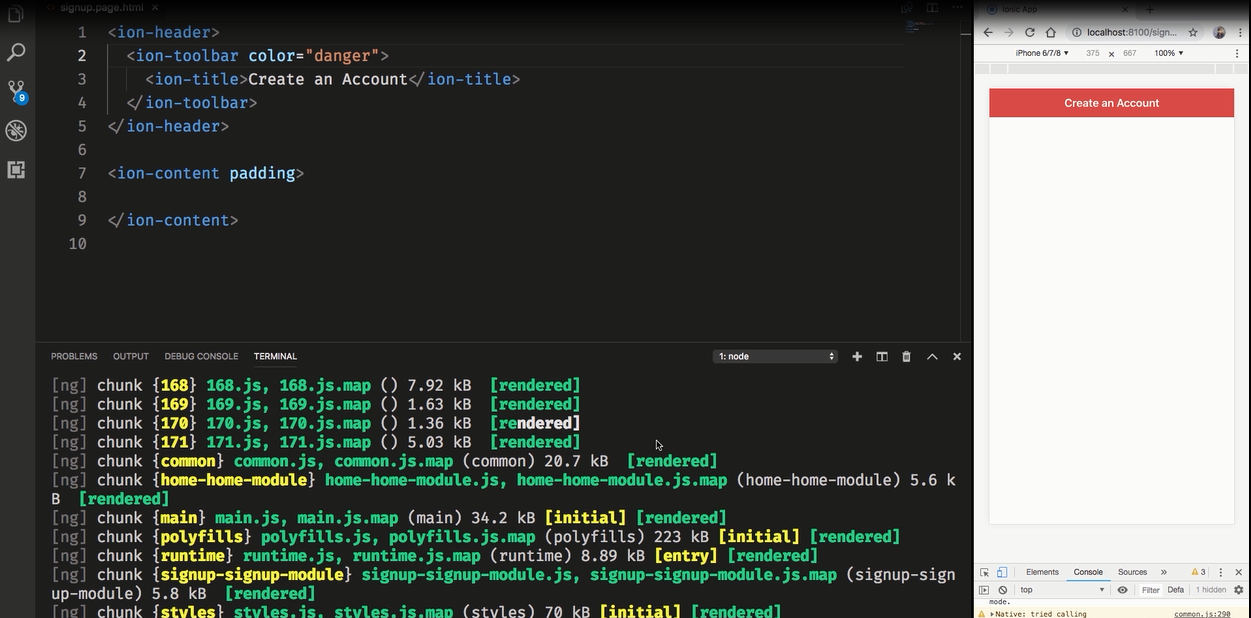 signup.page.html ×
1 <ion-header>
2 <ion-toolbar color="danger">
3 <ion-title>Create an Account</ion-title>
4 </ion-toolbar>
5 </ion-header>
6
7 <ion-content padding>
8
9 </ion-content>
10
9
PROBLEMS OUTPUT DEBUG CONSOLE TERMINAL 1: node
[ng] chunk {168} 168.js, 168.js.map () 7.92 kB [rendered]
[ng] chunk {169} 169.js, 169.js.map () 1.63 kB [rendered]
[ng] chunk {170} 170.js, 170.js.map () 1.36 kB [rendered]
[ng] chunk {171} 171.js, 171.js.map () 5.03 kB [rendered]
[ng] chunk {common} common.js, common.js.map (common) 20.7 kB [rendered]
[ng] chunk {home-home-module} home-home-module.js, home-home-module.js.map (home-home-module) 5.6 k
B [rendered]
[ng] chunk {main} main.js, main.js.map (main) 34.2 kB [initial] [rendered]
[ng] chunk {polyfills} polyfills.js, polyfills.js.map (polyfills) 223 kB [initial] [rendered]
[ng] chunk {runtime} runtime.js, runtime.js.map (runtime) 8.89 kB [entry] [rendered]
[ng] chunk {signup-signup-module} signup-signup-module.js, signup-signup-module.js.map (signup-sign
up-module) 5.8 kB [rendered]
[ng] chunk {styles} styles.js, styles.js.map (styles) 70 kB [initial] [rendered]
Ionic App
localhost:8100/sign...
iPhone 6/7/8 ▼ 375 × 667 100% ▼
Create an Account
Elements Console Sources » 3
top Filter Defa 1 hidden
mode.
Native: tried calling common.js:290